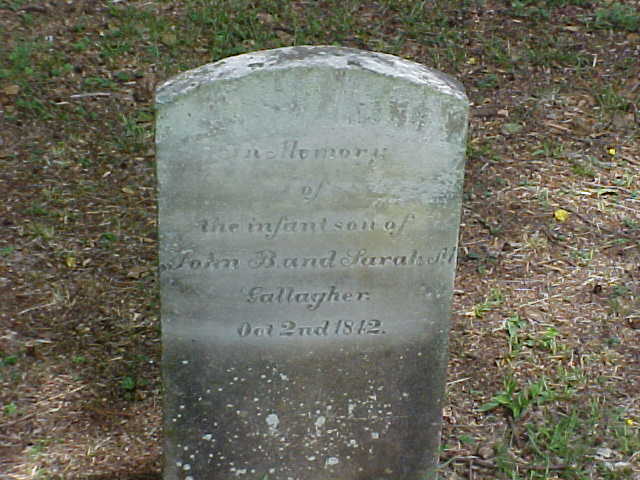 In Memory
of
the infant son of
John B. and Sarah M
Gallagher.
Oct 2nd 1842.